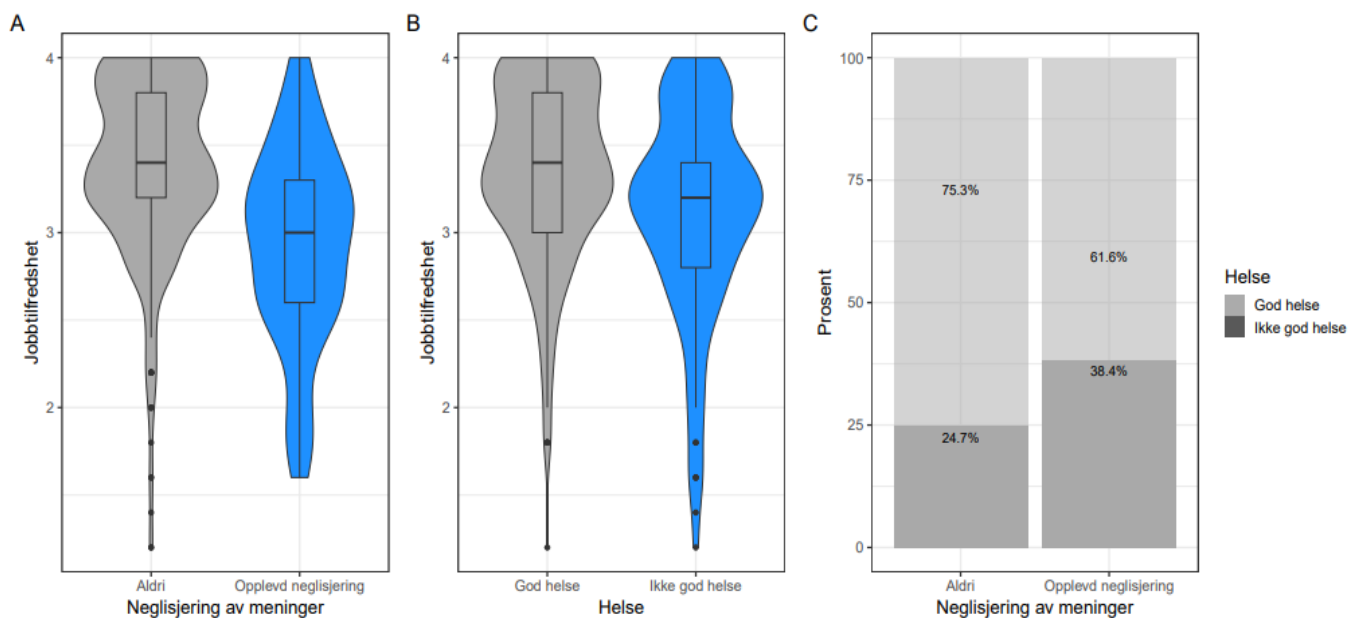 A
Jobbtilfredshet
4
3
2
Aldri
Opplevd neglisjering
Neglisjering av meninger
B
Jobbtilfredshet
4
3
2
God helse
Ikke god helse
Helse
C
Prosent
100
75
50
25
0
75.3%
61.6%
38.4%
24.7%
Aldri
Opplevd neglisjering
Neglisjering av meninger
Helse
God helse
Ikke god helse